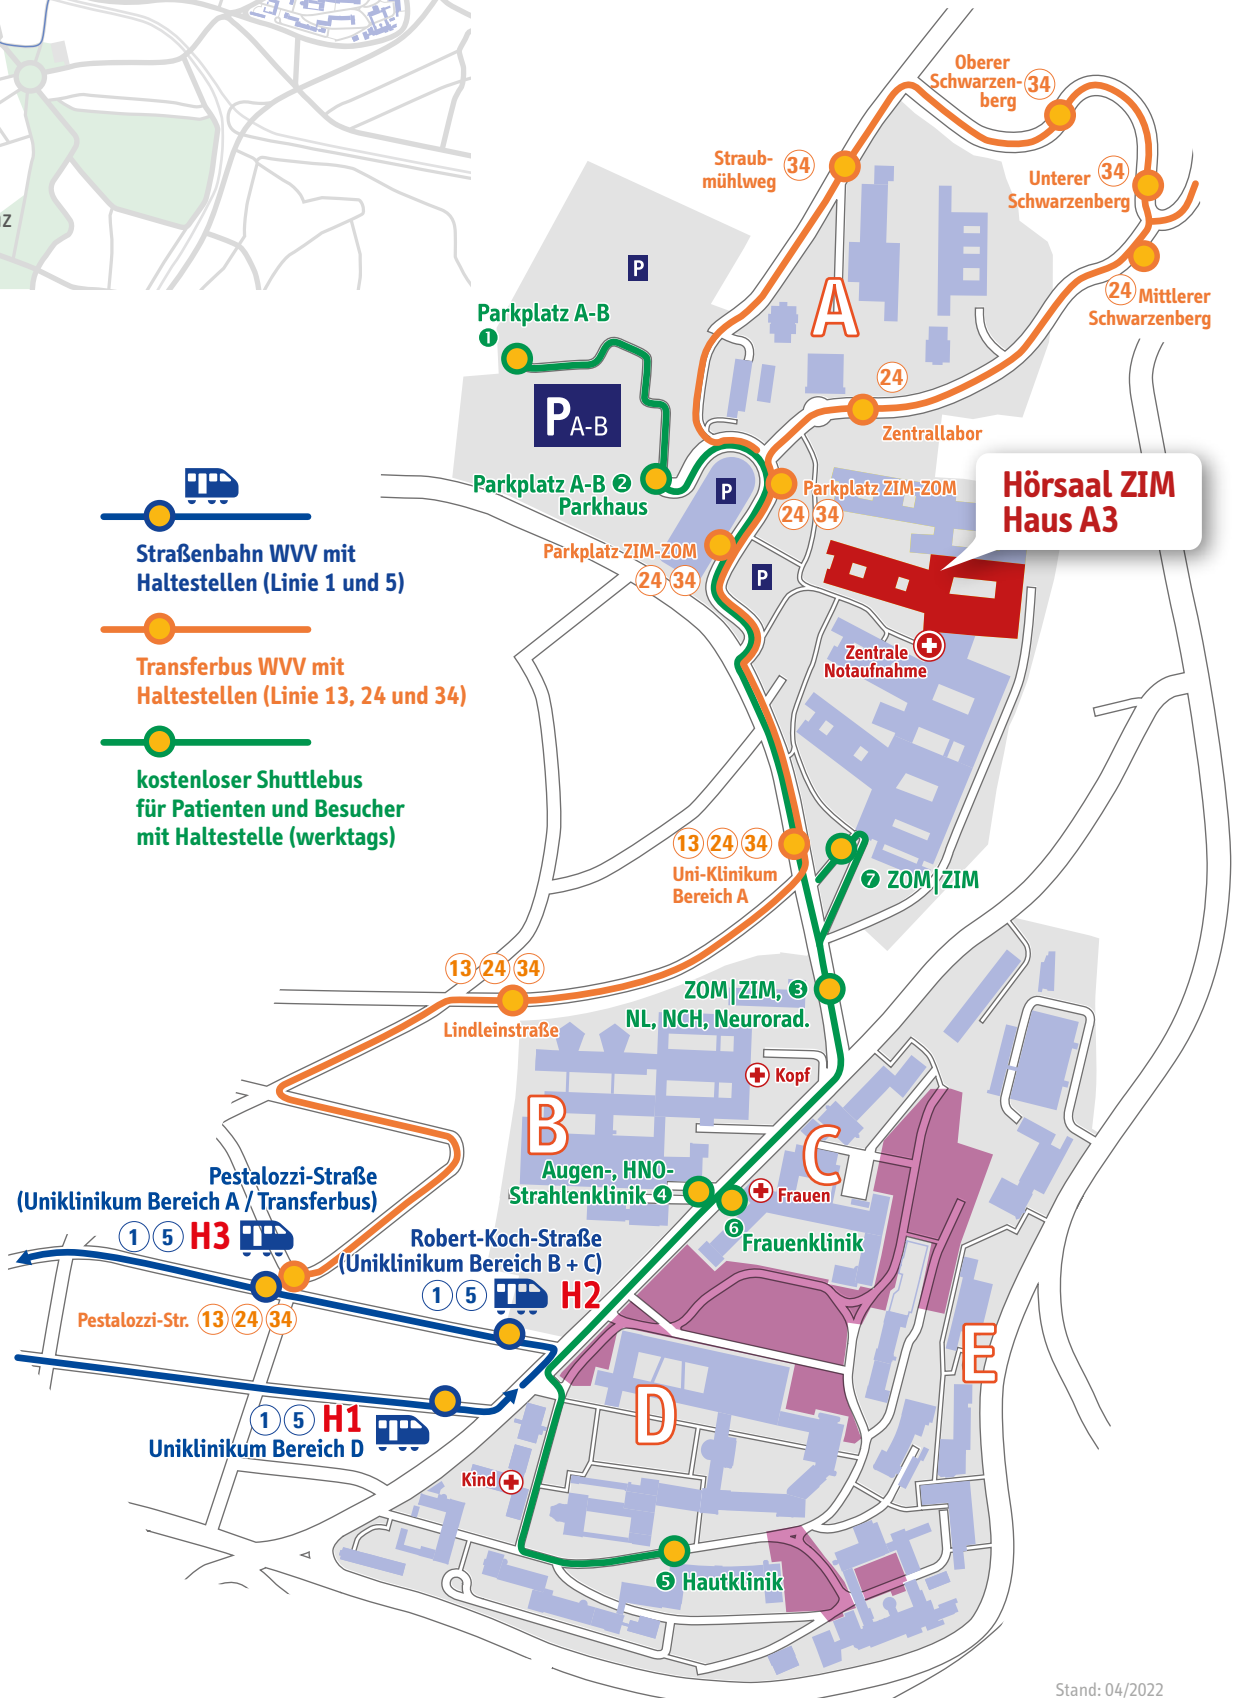 nz
Oberer
Schwarzen-
berg
34
Straub-
mühlweg
34
Unterer
34
Schwarzenberg
24 Mittlerer
Schwarzenberg
P
A
Parkplatz A-B
1
P A-B
24
Zentrallabor
Parkplatz A-B 2
Parkhaus
P
Parkplatz ZIM-ZOM
24 34
Hörsaal ZIM
Haus A3
Parkplatz ZIM-ZOM
24 34
P
Straßenbahn WVV mit
Haltestellen (Linie 1 und 5)
Transferbus WVV mit
Haltestellen (Linie 13, 24 und 34)
kostenloser Shuttlebus
für Patienten und Besucher
mit Haltestelle (werktags)
Zentrale
Notaufnahme
13 24 34
Uni-Klinikum
Bereich A
7 ZOM|ZIM
13 24 34
Lindleinstraße
ZOM|ZIM, 3
NL, NCH, Neurorad.
Kopf
B
C
Augen-, HNO-
Strahlenklinik 4
Frauen
6
Frauenklinik
Pestalozzi-Straße
(Uniklinikum Bereich A / Transferbus)
1 5 H3
Robert-Koch-Straße
(Uniklinikum Bereich B + C)
1 5 H2
Pestalozzi-Str. 13 24 34
E
D
1 5 H1
Uniklinikum Bereich D
Kind
5 Hautklinik
Stand: 04/2022